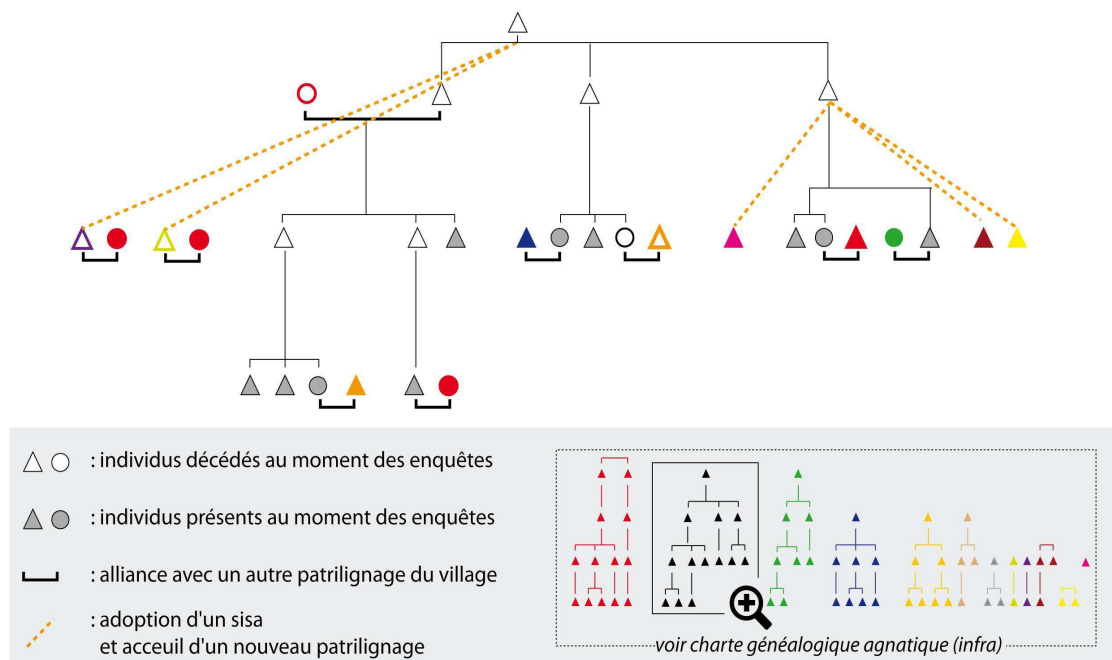 : individus décédés au moment des enquêtes
: individus présents au moment des enquêtes
: alliance avec un autre patrilignage du village
: adoption d'un sisa
et acceuil d'un nouveau patrilignage
voir charte généalogique agnatique (infra)